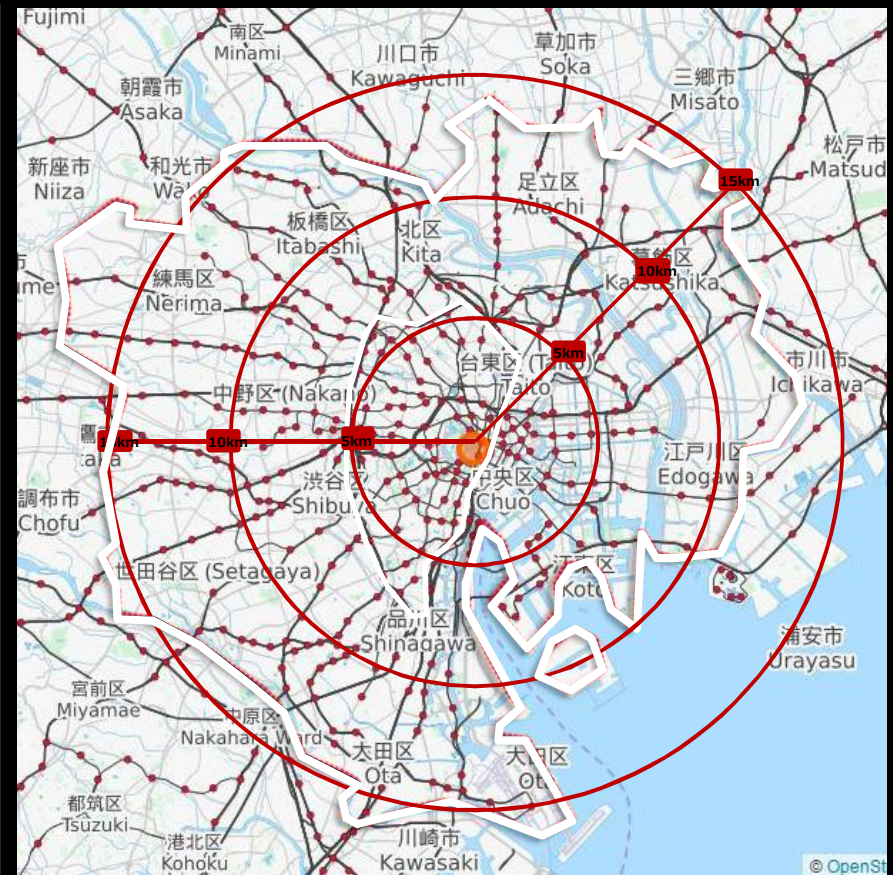 Fujimi
南区
Minami
川口市
Kawaguchi
草加市
Soka
朝霞市
Asaka
三郷市
Misato
新座市
Niiza
和光市
Wako
松戸市
Matsud
足立区
Adachi
15km
板橋区
Itabashi
北区
Kita
練馬区
Nerima
葛飾区
Katsushika
10km
市
ume
5km
台東区 (Taito)
Taito
市川市
Ichikawa
中野区 (Nakano)
15km
10km
5km
江戸川区
Edogawa
渋谷区
Shibuya
中央区
Chuo
調布市
Chofu
世田谷区 (Setagaya)
江東区
Koto
品川区
Shinagawa
浦安市
Urayasu
宮前区
Miyamae
中原区
Nakahara Ward
大田区
Ota
大田区
Ota
都筑区
Tsuzuki
港北区
Kohoku
川崎市
Kawasaki
© OpenSt